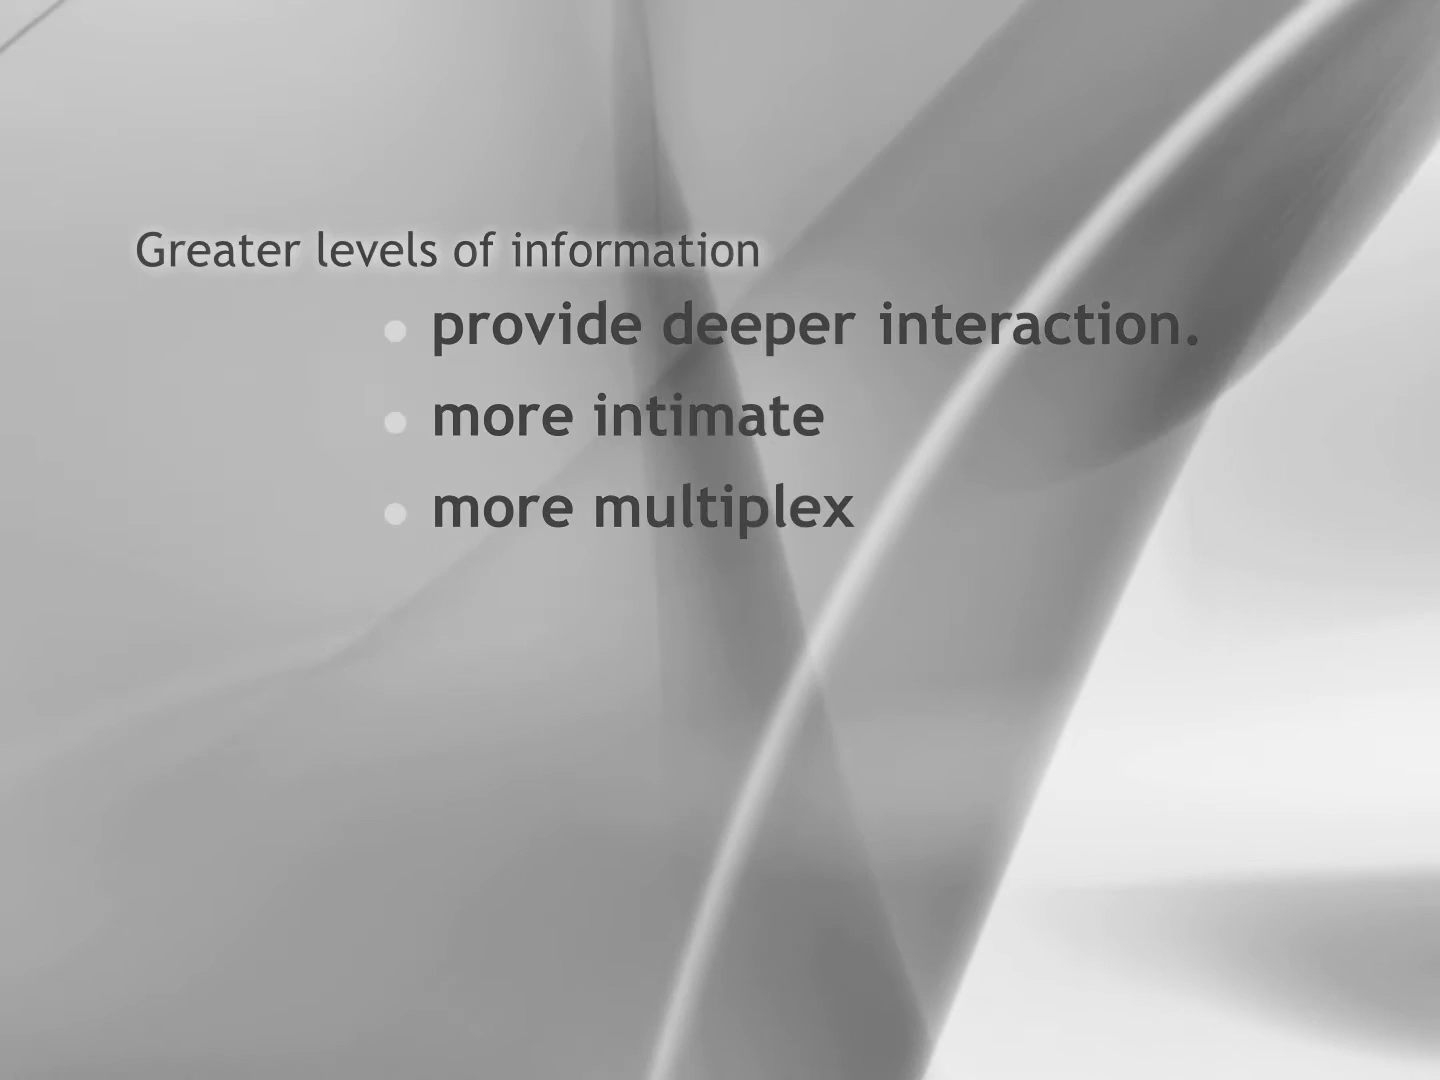 Greater levels of information
provide deeper interaction.
more intimate
more multiplex